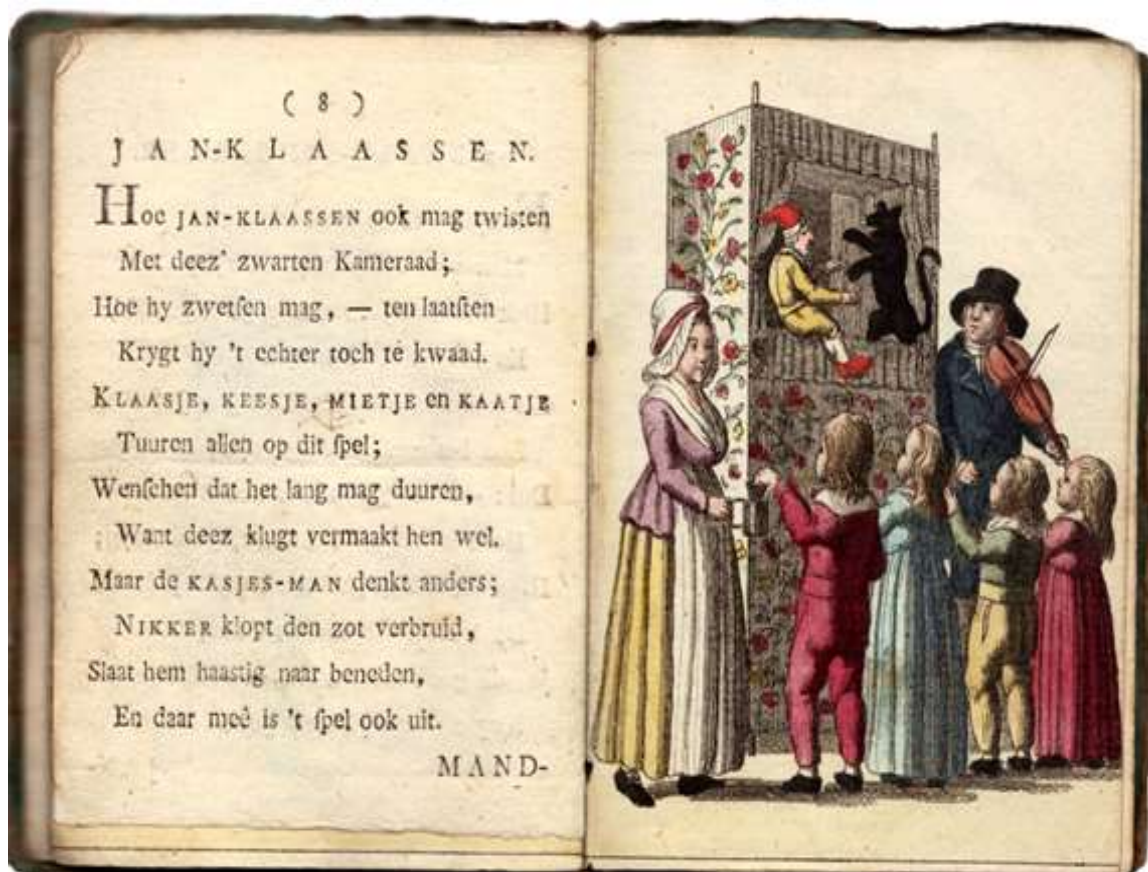 ( 8 )
JAN-KLAASSEN.
Hoe JAN-KLAASSEN ook mag twisten
Met deez' zwarten Kameraad;
Hoe hy zwetſen mag, — ten laatſten
Krygt hy 't echter toch te kwaad.
KLAASJE, KEESJE, MIETJE en KAATJE
Tuuren allen op dit ſpel;
Wenſchen dat het lang mag duuren,
Want deez klugt vermaakt hen wel.
Maar de KASJES-MAN denkt anders;
NIKKER klopt den zot verbruid,
Slaat hem haastig naar beneden,
En daar meê is 't ſpel ook uit.
MAND-